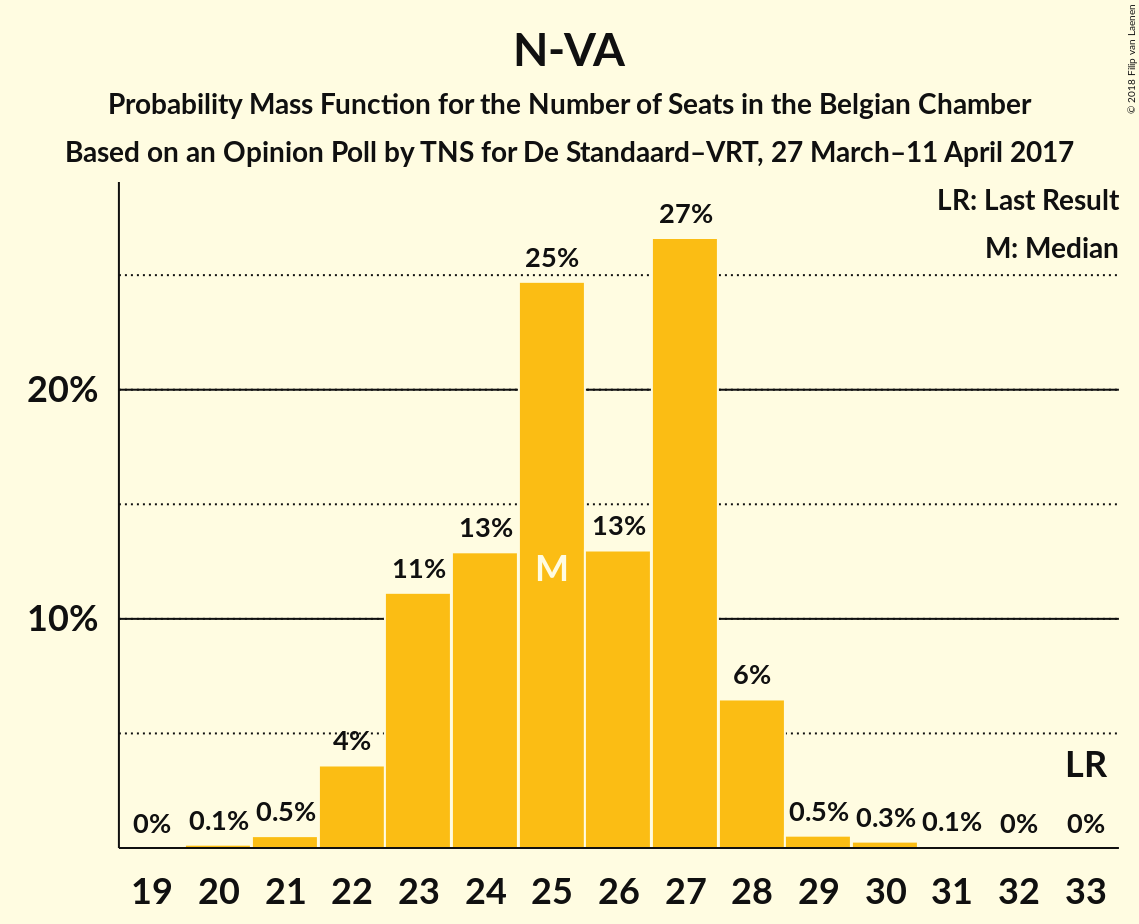 N-VA
Probability Mass Function for the Number of Seats in the Belgian Chamber
Based on an Opinion Poll by TNS for De Standaard–VRT, 27 March–11 April 2017
© 2018 Filip van Laenen
LR: Last Result
M: Median
27%
25%
20%
13%
13%
11%
M
10%
6%
4%
LR
0%
0.1%
0.5%
0.5%
0.3%
0.1%
0%
0%
19 20 21 22 23 24 25 26 27 28 29 30 31 32 33